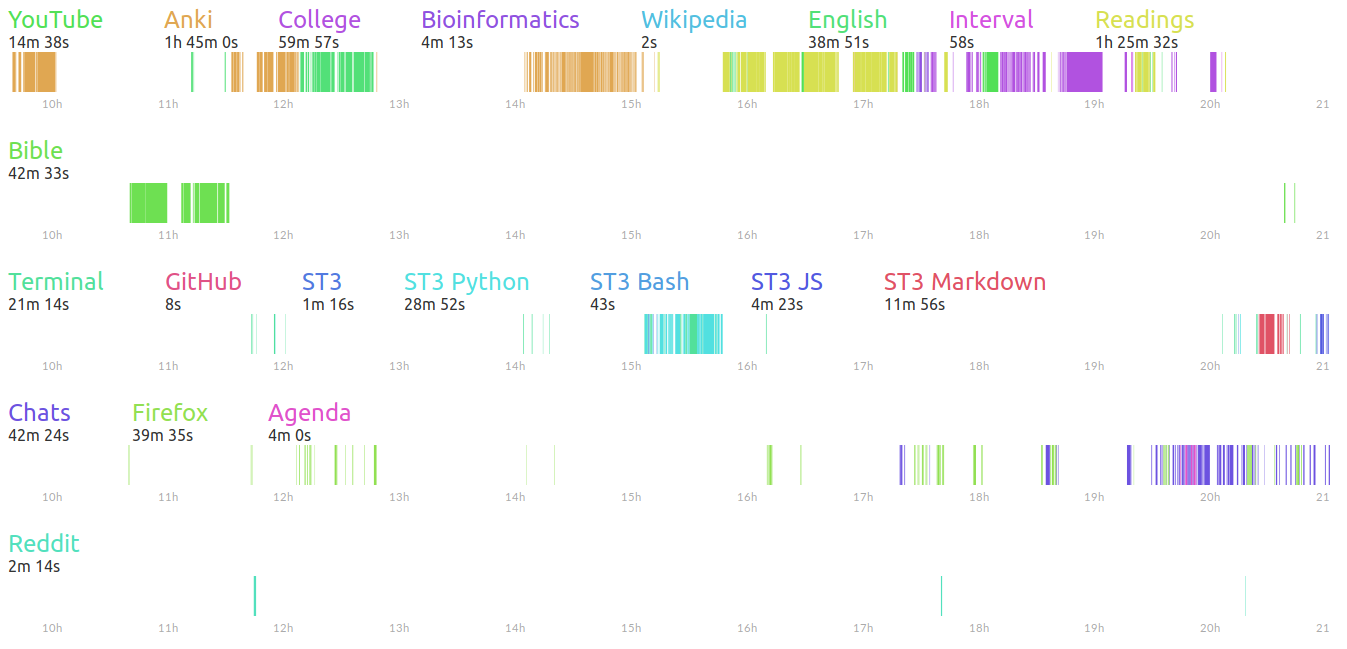 YouTube Anki College Bioinformatics Wikipedia English Interval Readings
14m 38s 1h 45m 0s 59m 57s 4m 13s 2s 38m 51s 58s 1h 25m 32s
10h 11h 12h 13h 14h 15h 16h 17h 18h 19h 20h 21
Bible
42m 33s
10h 11h 12h 13h 14h 15h 16h 17h 18h 19h 20h 21
Terminal GitHub ST3 ST3 Python ST3 Bash ST3 JS ST3 Markdown
21m 14s 8s 1m 16s 28m 52s 43s 4m 23s 11m 56s
10h 11h 12h 13h 14h 15h 16h 17h 18h 19h 20h 21
Chats Firefox Agenda
42m 24s 39m 35s 4m 0s
10h 11h 12h 13h 14h 15h 16h 17h 18h 19h 20h 21
Reddit
2m 14s
10h 11h 12h 13h 14h 15h 16h 17h 18h 19h 20h 21